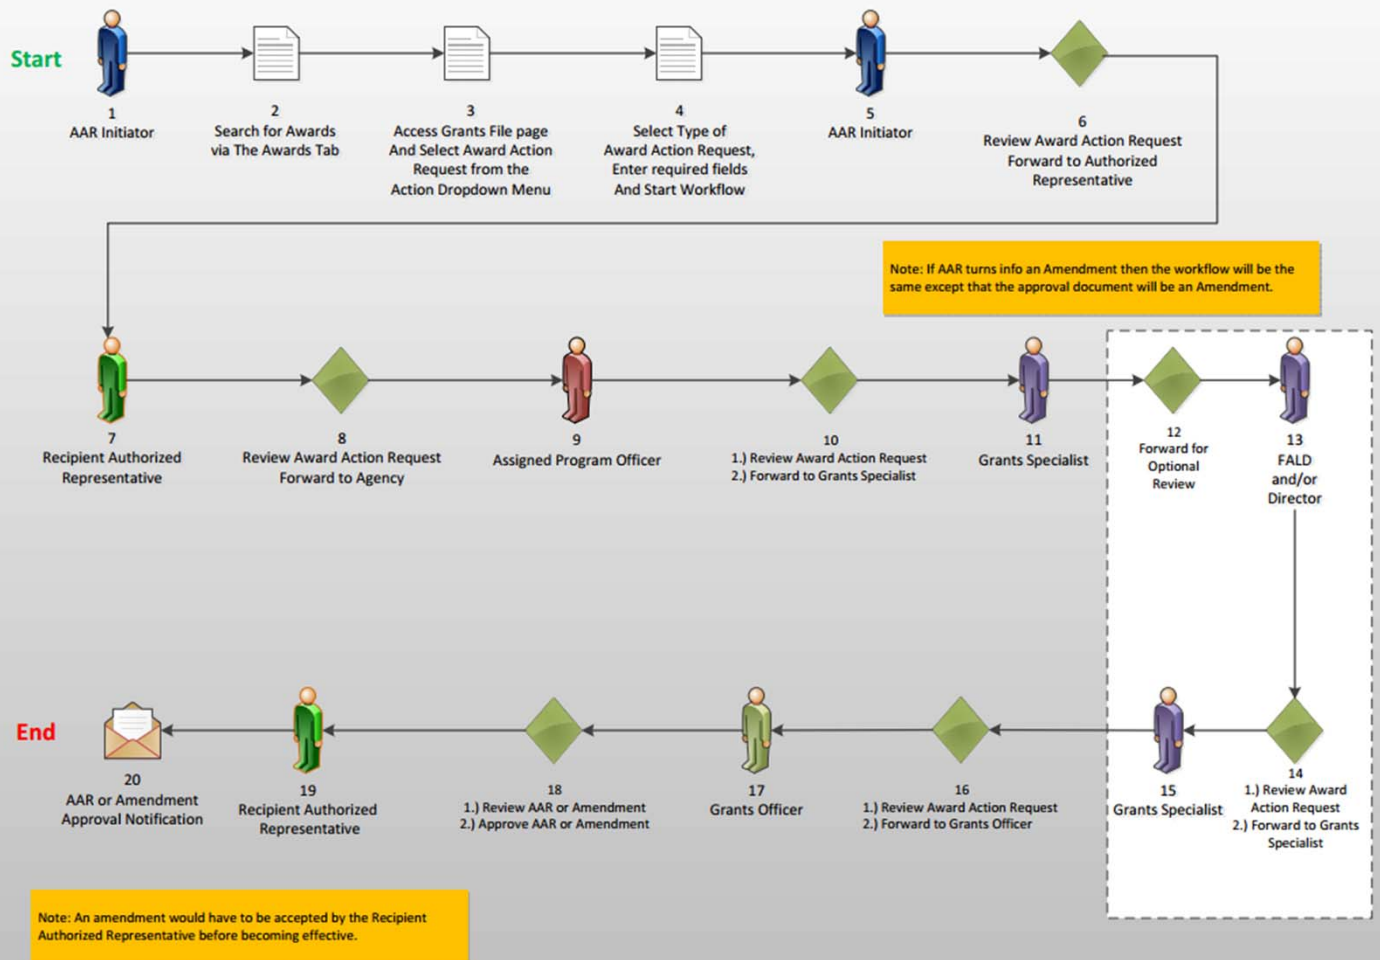 Start
1
AAR Initiator
2
Search for Awards
via The Awards Tab
3
Access Grants File page
And Select Award Action
Request from the
Action Dropdown Menu
4
Select Type of
Award Action Request,
Enter required fields
And Start Workflow
5
AAR Initiator
6
Review Award Action Request
Forward to Authorized
Representative
Note: If AAR turns info an Amendment then the workflow will be the
same except that the approval document will be an Amendment.
7
Recipient Authorized
Representative
8
Review Award Action Request
Forward to Agency
9
Assigned Program Officer
10
1.) Review Award Action Request
2.) Forward to Grants Specialist
11
Grants Specialist
12
Forward for
Optional
Review
13
FALD
and/or
Director
End
20
AAR or Amendment
Approval Notification
19
Recipient Authorized
Representative
18
1.) Review AAR or Amendment
2.) Approve AAR or Amendment
17
Grants Officer
16
1.) Review Award Action Request
2.) Forward to Grants Officer
15
Grants Specialist
14
1.) Review Award
Action Request
2.) Forward to Grants
Specialist
Note: An amendment would have to be accepted by the Recipient
Authorized Representative before becoming effective.